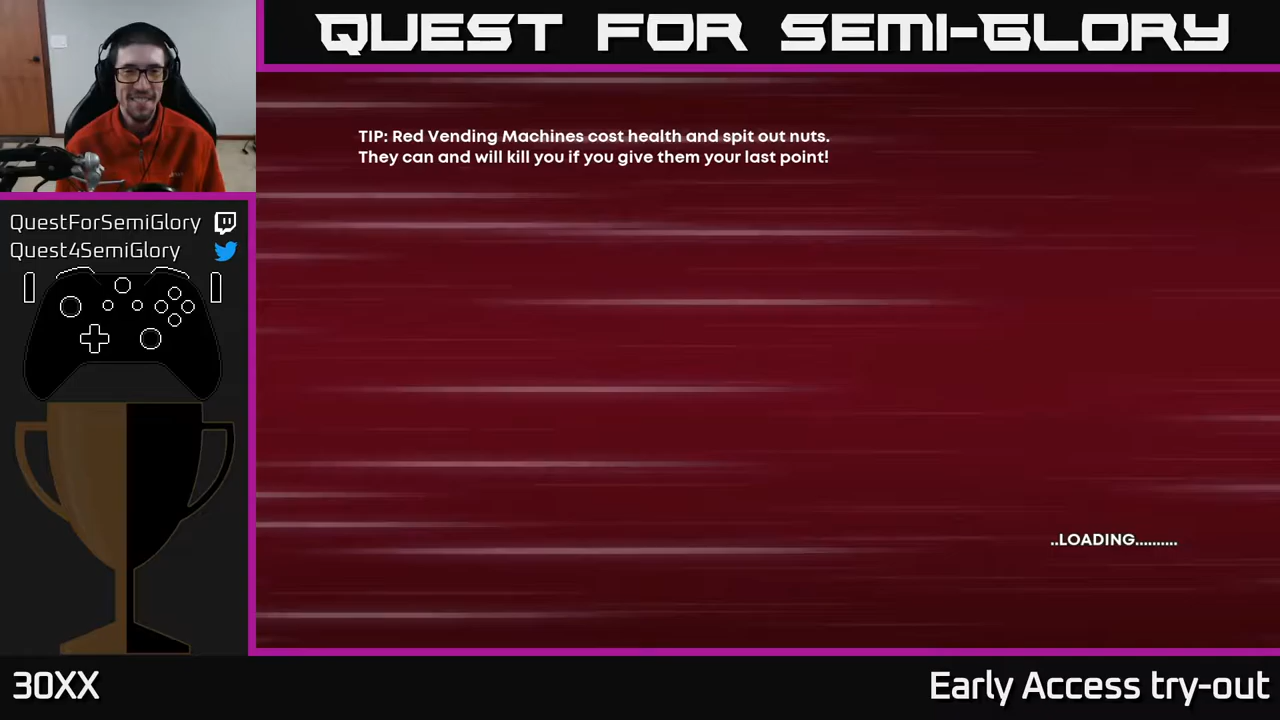 QUEST FOR SEMI-GLORY
TIP: Red Vending Machines cost health and spit out nuts.
They can and will kill you if you give them your last point!
QuestForSemiGlory
Quest4SemiGlory
..LOADING..........
30XX
Early Access try-out